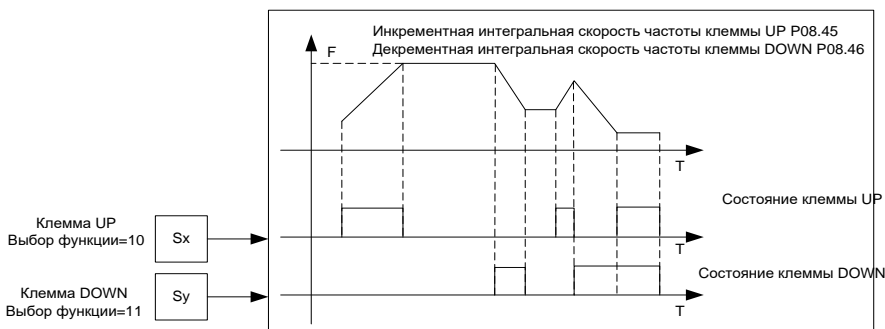 Инкрементная интегральная скорость частоты клеммы UP P08.45
F Декрементная интегральная скорость частоты клеммы DOWN P08.46
T
Состояние клеммы UP
Клемма UP
Выбор функции=10
Sx
T
Состояние клеммы DOWN
Клемма DOWN
Выбор функции=11
Sy
T